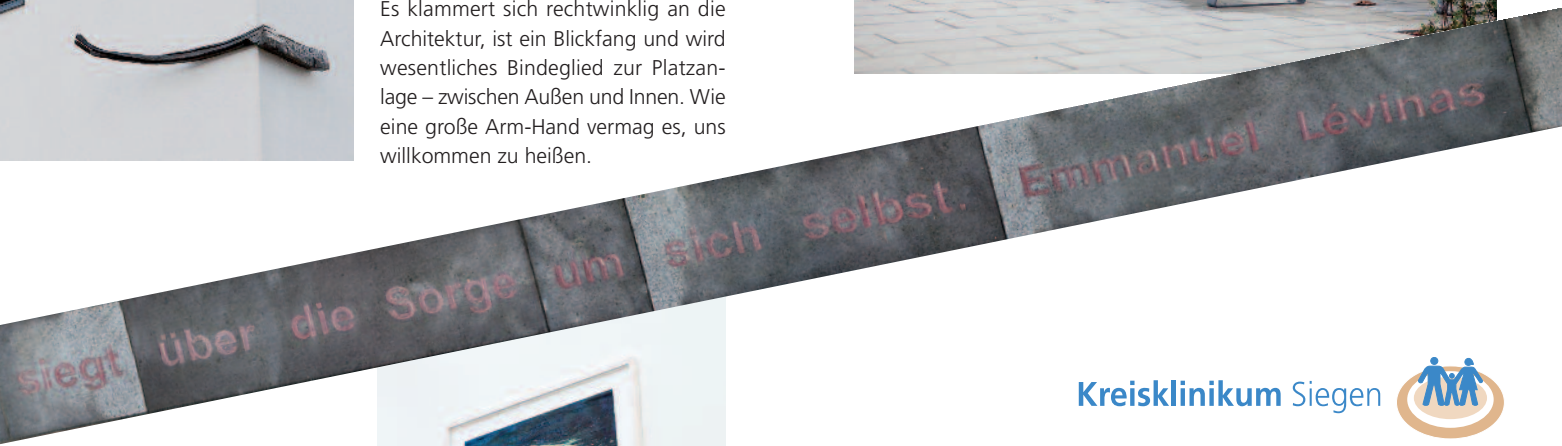 Es klammert sich rechtwinklig an die
Architektur, ist ein Blickfang und wird
wesentliches Bindeglied zur Platzan-
lage – zwischen Außen und Innen. Wie
eine große Arm-Hand vermag es, uns
willkommen zu heißen.
siegt über die Sorge um sich selbst. Emmanuel Lévinas
Kreisklinikum Siegen